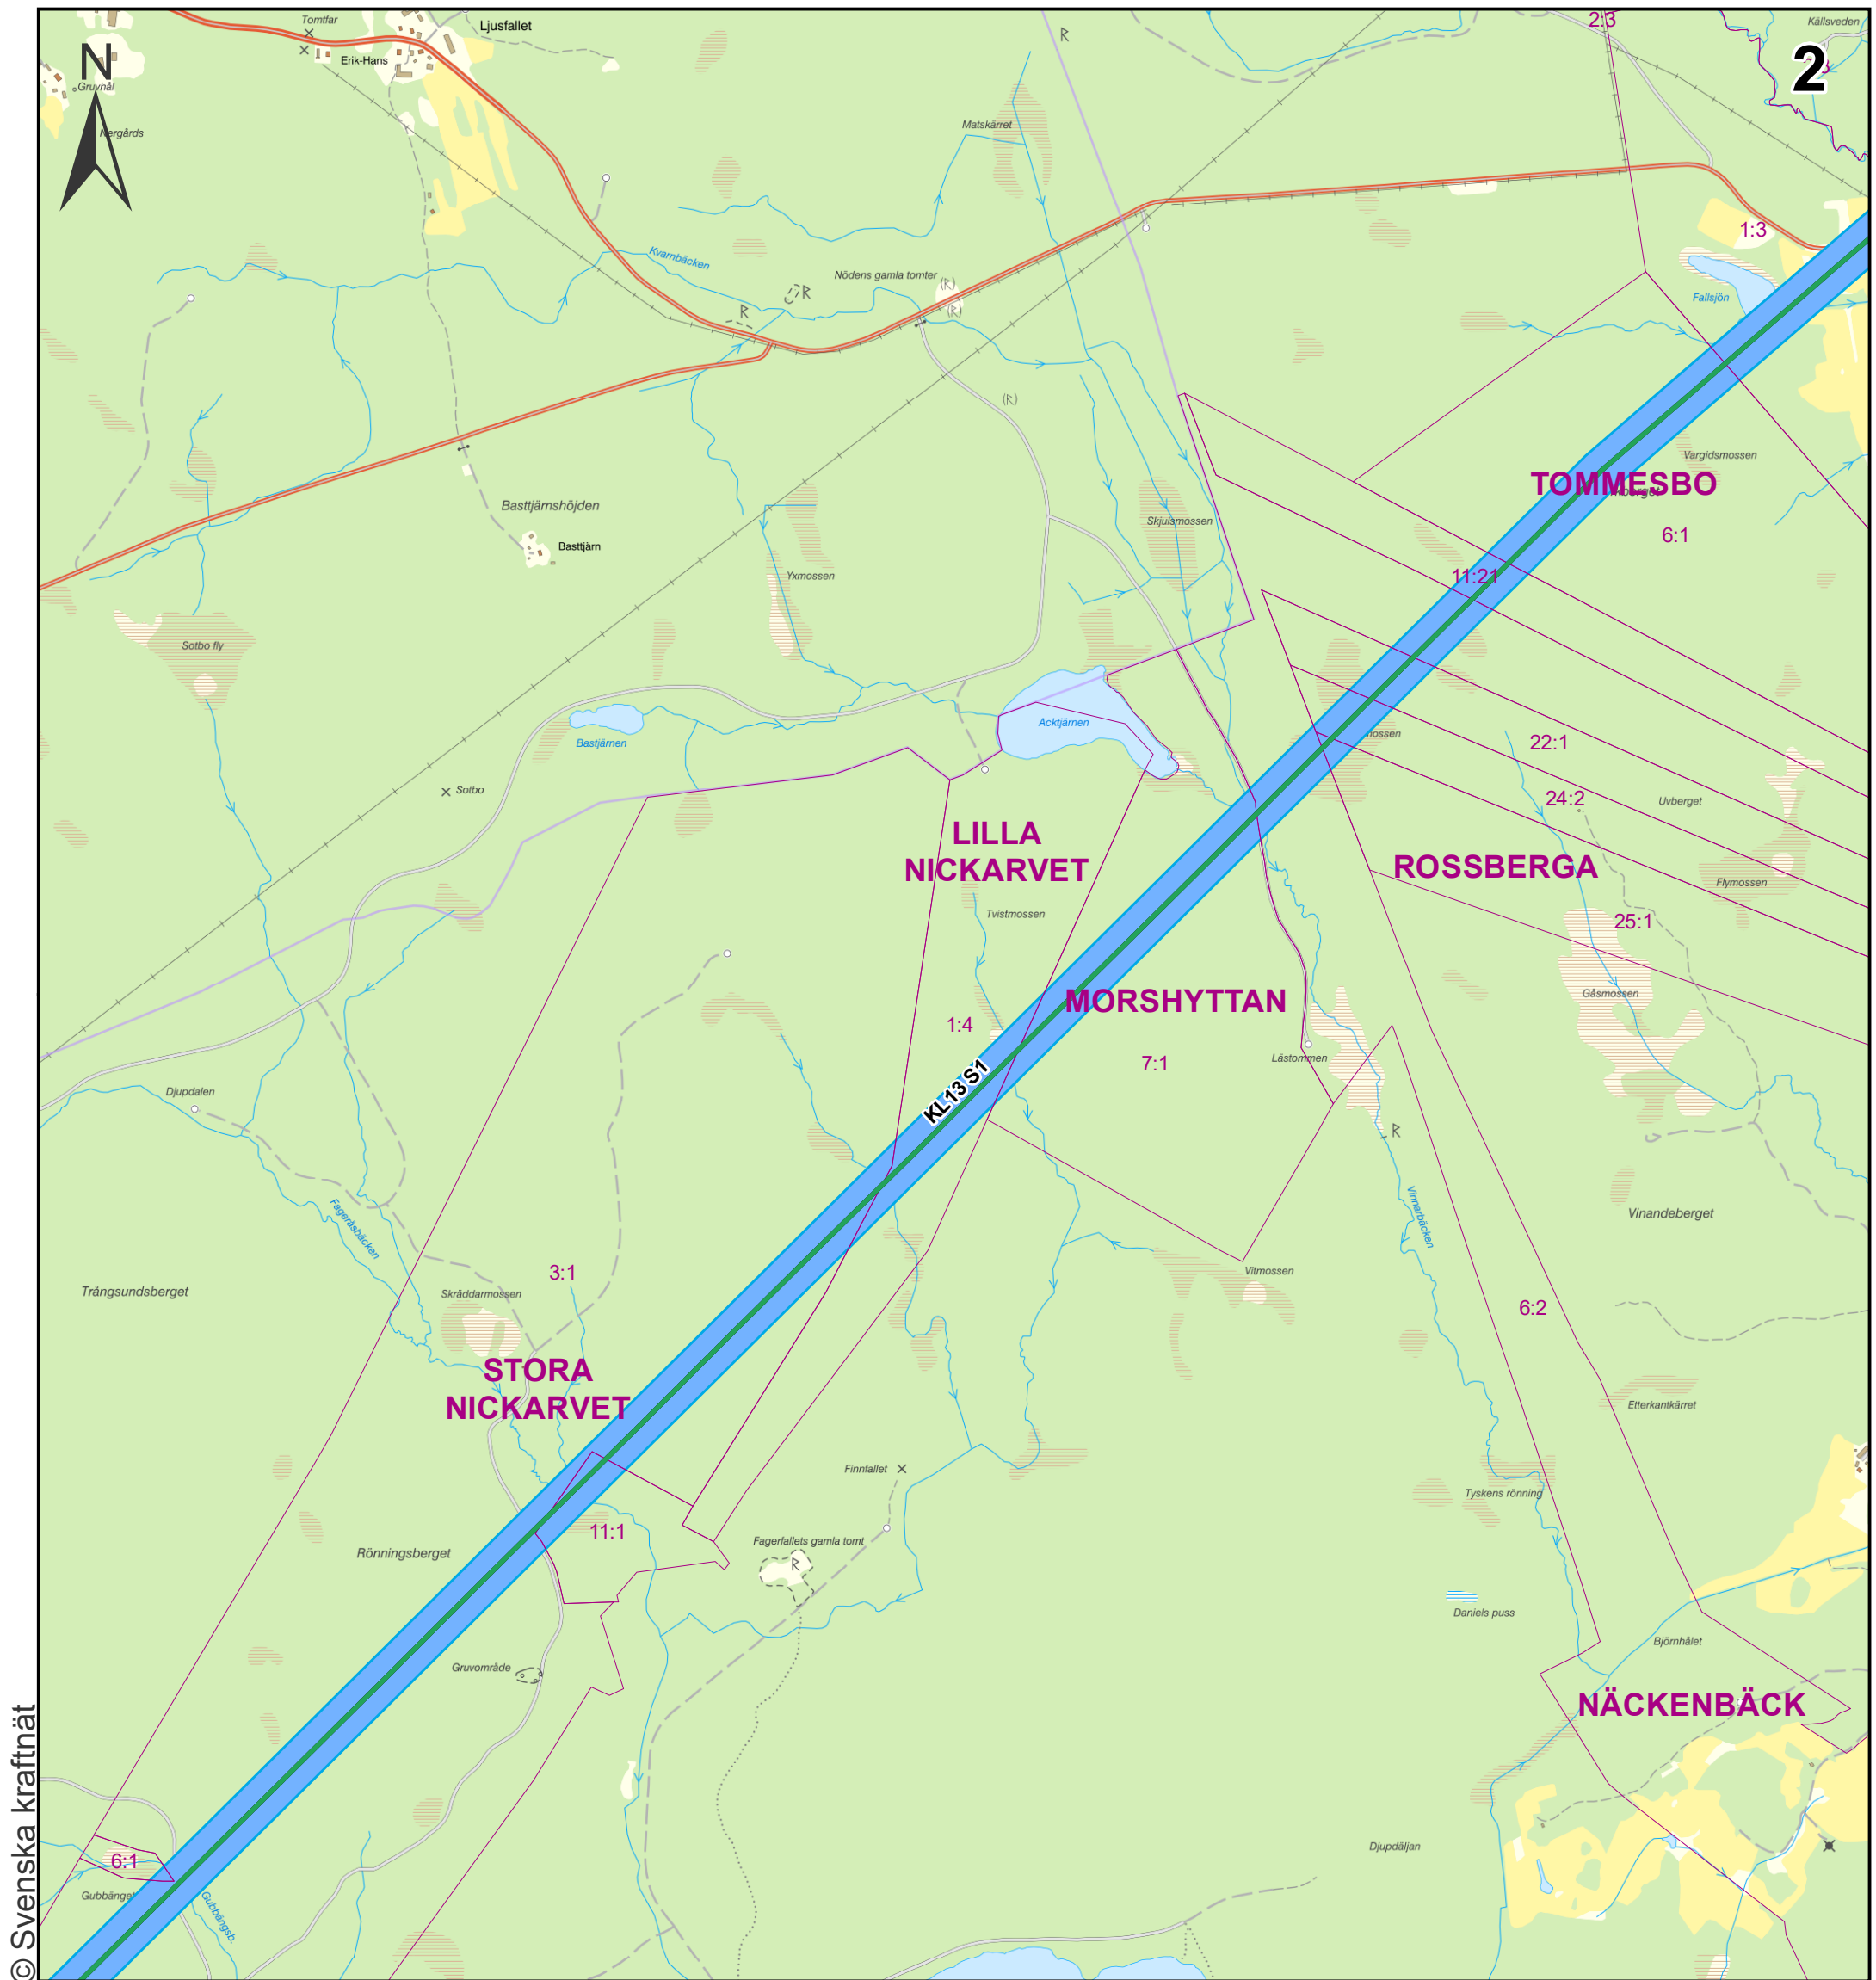 Tomtfar
Ljusfallet
2:3
Källsveden
N
Erik-Hans
2
Gruvhål
Nergårds
Matskärret
1:3
Kvarnbäcken
Nödens gamla tomter
R
R
R
(R)
(R)
(R)
Fallsjön
Vargidsmossen
TOMMESBO
6:1
Basttjärnshöjden
Basttjärn
Skjulsmossen
Yxmossen
11:21
Sotbo fly
Acktjärnen
Bastjärnen
22:1
Sotbo
24:2
Uvberget
LILLA
NICKARVET
ROSSBERGA
Flymossen
Tvistmossen
25:1
Gåsmossen
MORSHYTTAN
1:4
7:1
Lästommen
KL13 S1
Djupdalen
R
Fageråsbäcken
Vinnarbäcken
Vinandeberget
3:1
Vitmossen
Trångsundsberget
Skräddarmossen
6:2
STORA
NICKARVET
Etterkantkärret
Finnfallet
Tyskens rönning
11:1
Fagerfallets gamla tomt
R
Rönningsberget
Daniels puss
Björnhålet
Gruvområde
NÄCKENBÄCK
6:1
Djupdäljan
Gubbänget
Gubbängsb.
© Svenska kraftnät